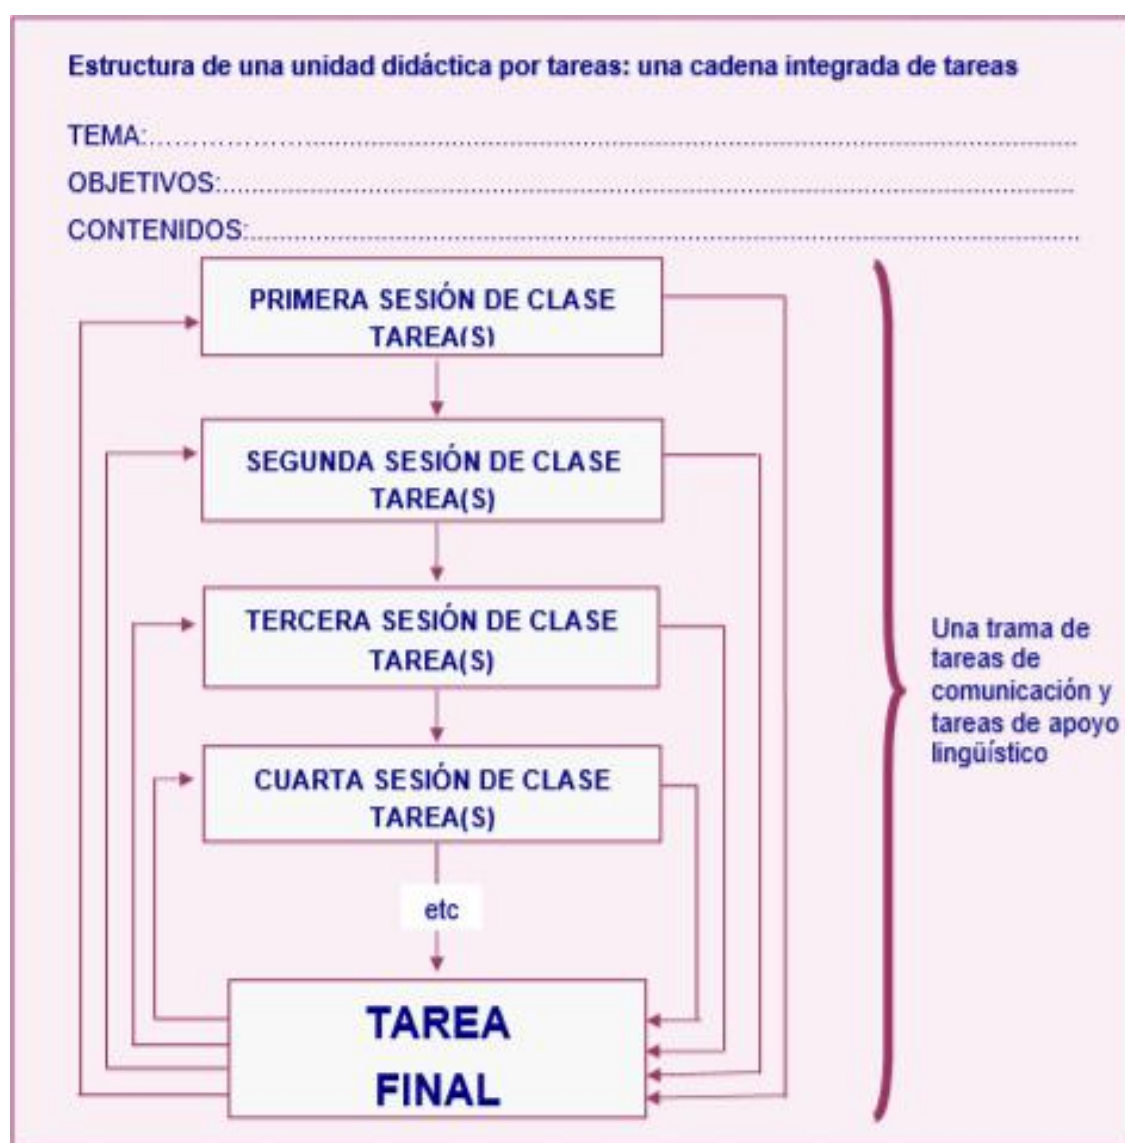 Estructura de una unidad didáctica por tareas: una cadena integrada de tareas
TEMA:.......................................................................................................
OBJETIVOS:.......................................................................................................
CONTENIDOS:.......................................................................................................
PRIMERA SESIÓN DE CLASE
TAREA(S)
SEGUNDA SESIÓN DE CLASE
TAREA(S)
TERCERA SESIÓN DE CLASE
TAREA(S)
CUARTA SESIÓN DE CLASE
TAREA(S)
etc
TAREA
FINAL
Una trama de
tareas de
comunicación y
tareas de apoyo
lingüístico